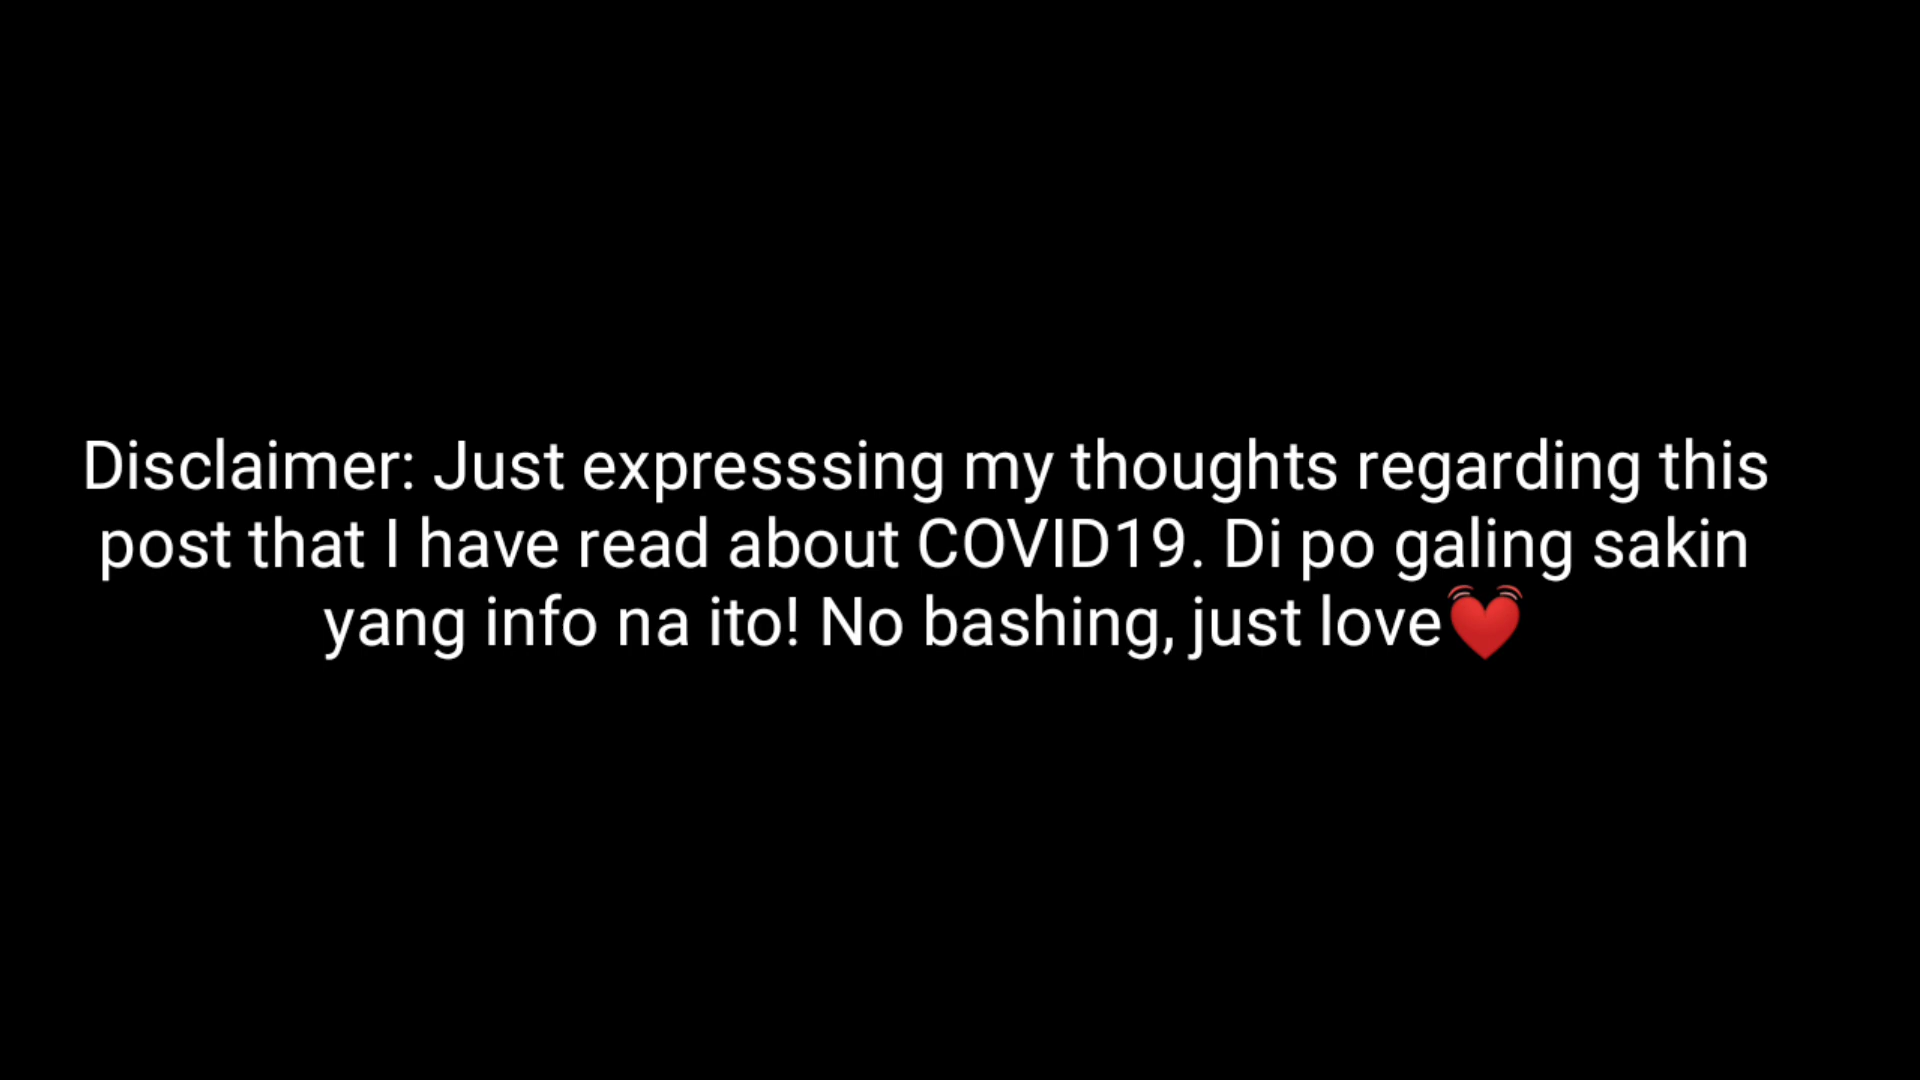 Disclaimer: Just expresssing my thoughts regarding this
post that I have read about COVID19. Di po galing sakin
yang info na ito! No bashing, just love💓